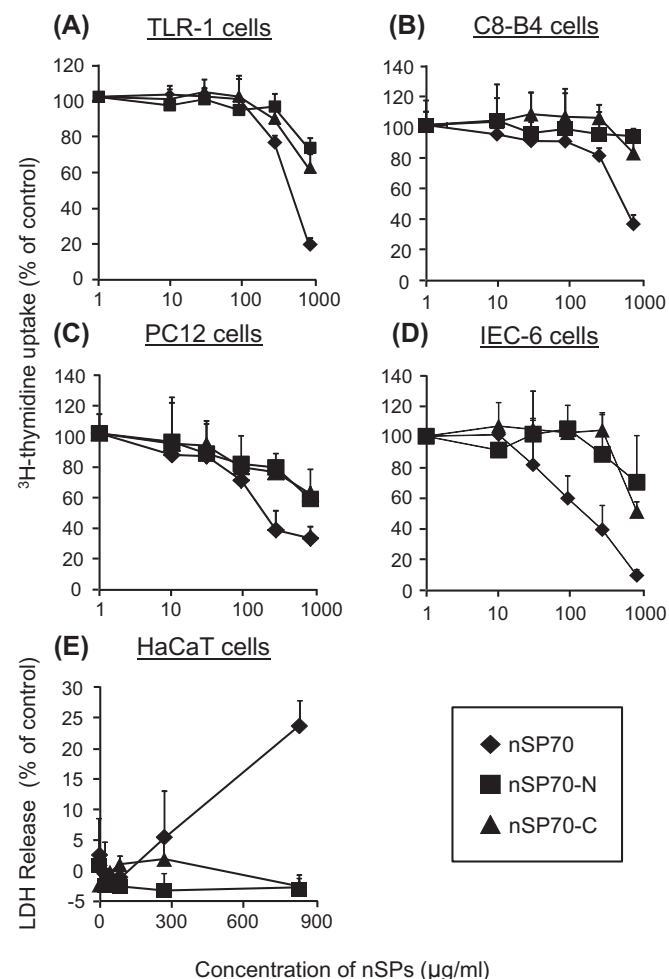 (A) TLR-1 cells
120
100
80
60
40
20
0
1 10 100 1000
(B) C8-B4 cells
140
120
100
80
60
40
20
0
1 10 100 1000
³H-thymidine uptake (% of control)
(C) PC12 cells
140
120
100
80
60
40
20
0
1 10 100 1000
(D) IEC-6 cells
140
120
100
80
60
40
20
0
1 10 100 1000
(E) HaCaT cells
LDH Release (% of control)
30
25
20
15
10
5
0
-5
0 300 600 900
nSP70
nSP70-N
nSP70-C
Concentration of nSPs (µg/ml)